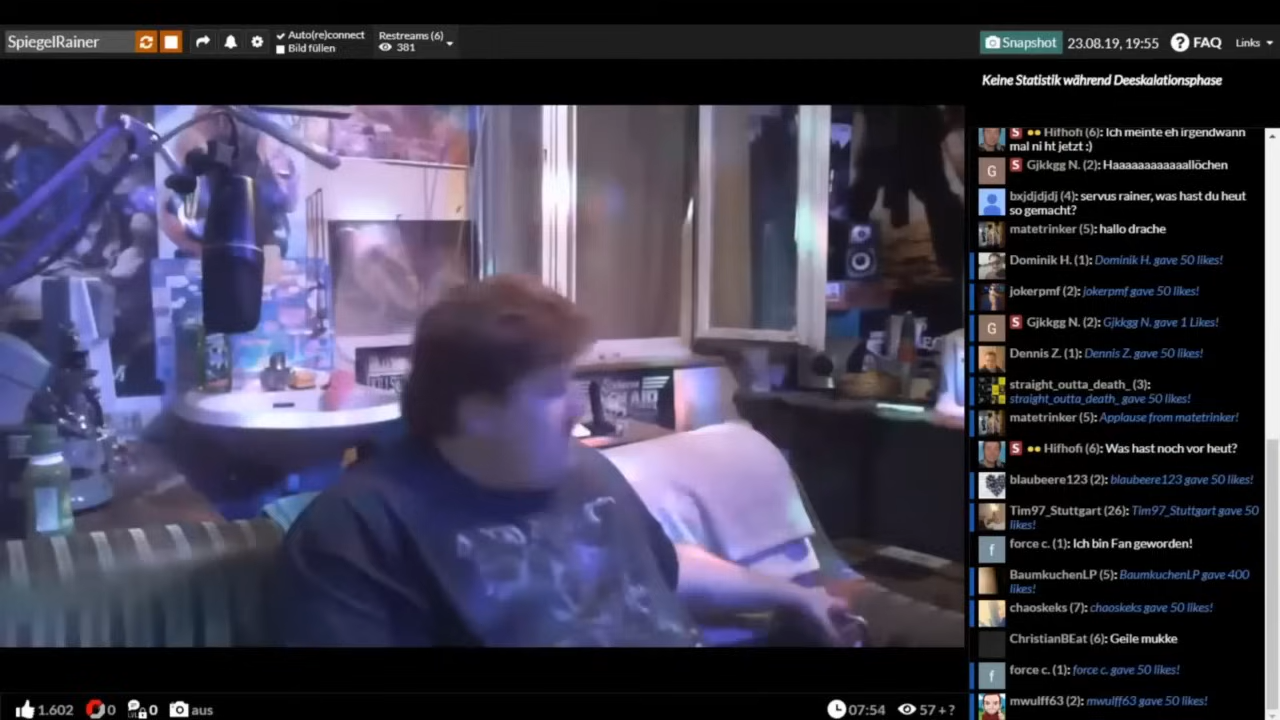 SpiegelRainer
Auto(re)connect
Bild füllen
Restreams (6)
381
Snapshot
23.08.19, 19:55
FAQ
Links
Keine Statistik während Deeskalationsphase
S Hifhofi (6): Ich meinte eh irgendwann
mal ni ht jetzt :)
G
S Gjkkgg N. (2): Haaaaaaaaaaallöchen
bxjdjdjdj (4): servus rainer, was hast du heut
so gemacht?
matetrinker (5): hallo drache
Dominik H. (1): Dominik H. gave 50 likes!
jokerpmf (2): jokerpmf gave 50 likes!
G
S Gjkkgg N. (2): Gjkkgg N. gave 1 Likes!
Dennis Z. (1): Dennis Z. gave 50 likes!
straight_outta_death_ (3):
straight_outta_death_ gave 50 likes!
matetrinker (5): Applause from matetrinker!
S Hifhofi (6): Was hast noch vor heut?
blaubeere123 (2): blaubeere123 gave 50 likes!
Tim97_Stuttgart (26): Tim97_Stuttgart gave 50
likes!
f
force c. (1): Ich bin Fan geworden!
BaumkuchenLP (5): BaumkuchenLP gave 400
likes!
chaoskeks (7): chaoskeks gave 50 likes!
ChristianBEat (6): Geile mukke
f
force c. (1): force c. gave 50 likes!
mwulff63 (2): mwulff63 gave 50 likes!
1.602
0
0
aus
07:54
57 + ?